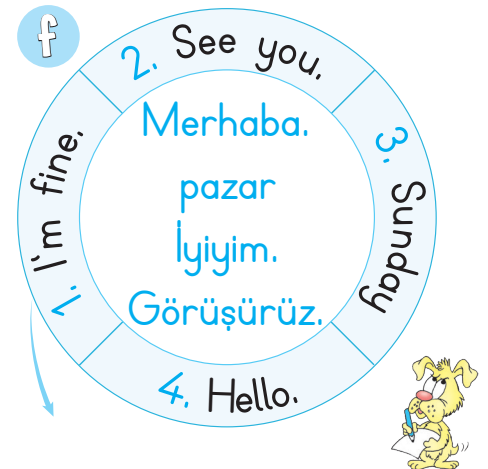 f
1. I'm fine.
2. See you.
3. Sunday
4. Hello.
Merhaba.
pazar
İyiyim.
Görüşürüz.